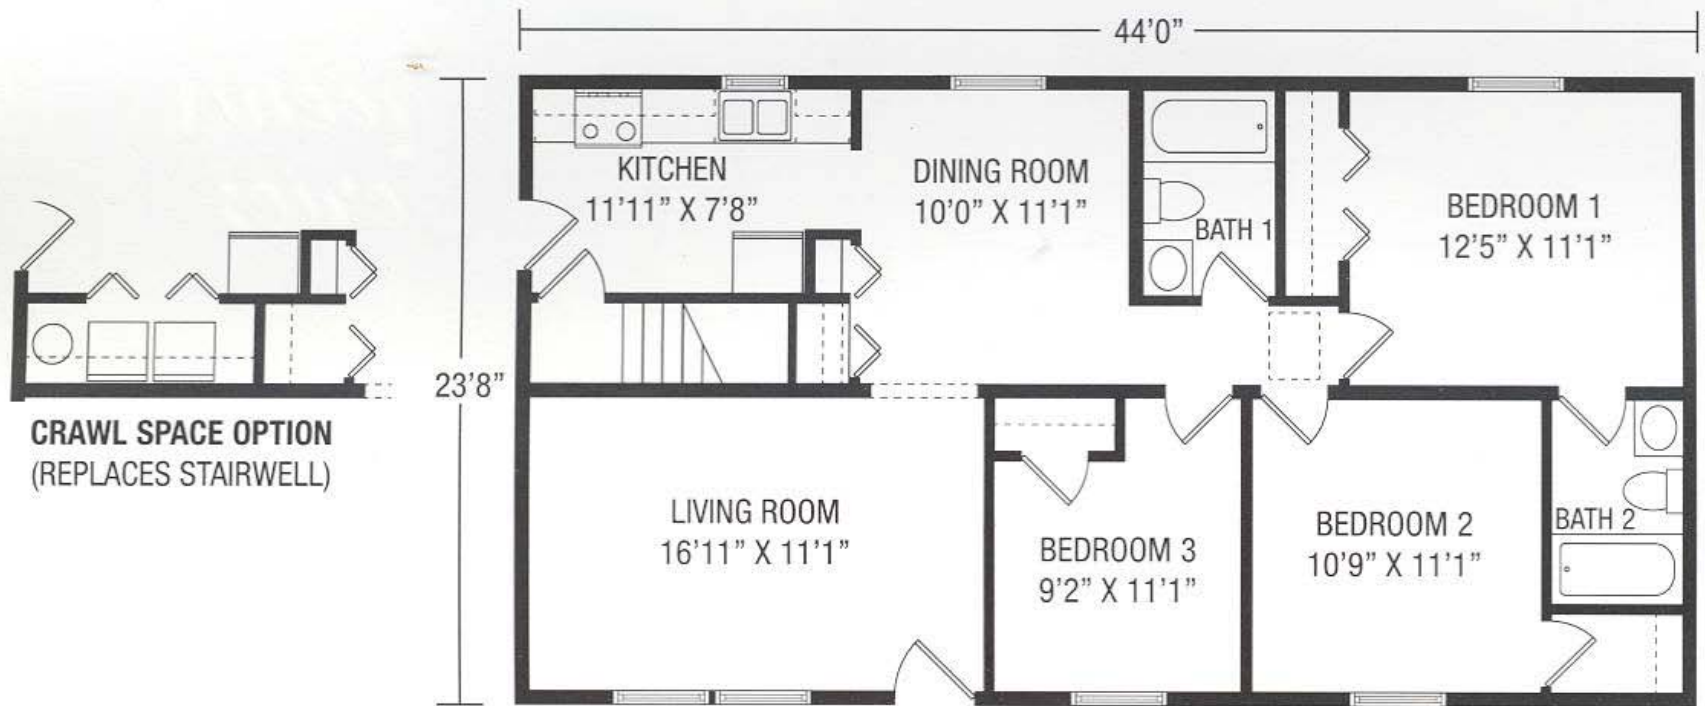 44’0”
23’8”
KITCHEN
11’11” X 7’8”
DINING ROOM
10’0” X 11’1”
BATH 1
BEDROOM 1
12’5” X 11’1”
CRAWL SPACE OPTION
(REPLACES STAIRWELL)
LIVING ROOM
16’11” X 11’1”
BEDROOM 3
9’2” X 11’1”
BEDROOM 2
10’9” X 11’1”
BATH 2